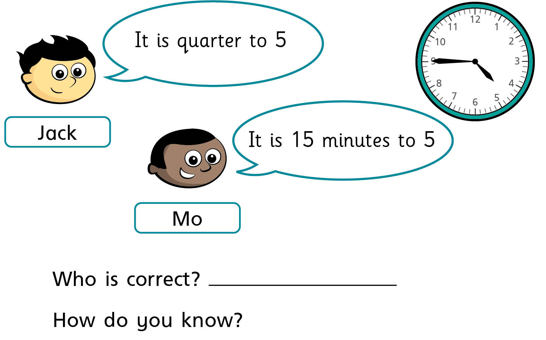 It is quarter to 5
Jack
It is 15 minutes to 5
Mo
12
11
1
10
2
9
3
8
4
7
5
6
Who is correct?
How do you know?